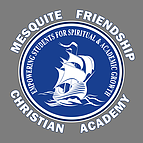 MESQUITE FRIENDSHIP
EMPOWERING STUDENTS FOR SPIRITUAL & ACADEMIC GROWTH
CHRISTIAN ACADEMY